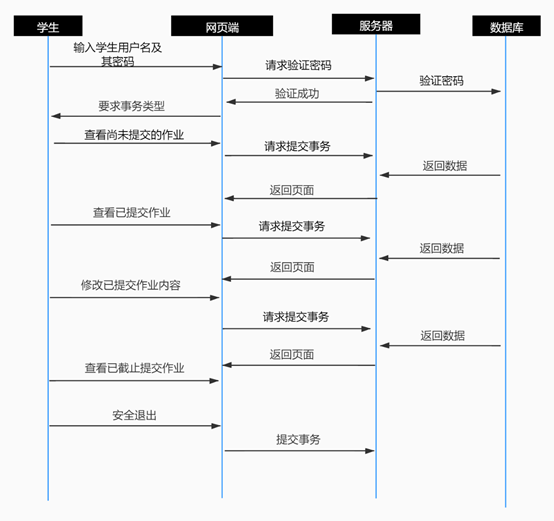 学生
网页端
服务器
数据库
输入学生用户名及
其密码
请求验证密码
验证密码
验证成功
要求事务类型
查看尚未提交的作业
请求提交事务
返回数据
返回页面
查看已提交作业
请求提交事务
返回数据
返回页面
修改已提交作业内容
请求提交事务
返回数据
返回页面
查看已截止提交作业
安全退出
提交事务